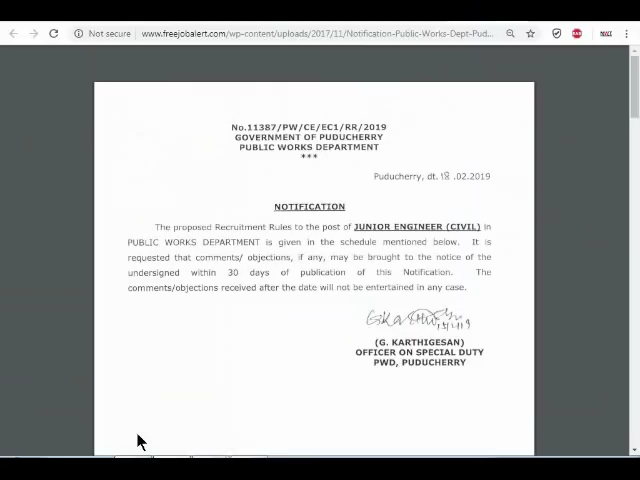 Not secure | www.freejobalert.com/wp-content/uploads/2017/11/Notification-Public-Works-Dept-Pud...
No.11387/PW/CE/EC1/RR/2019
GOVERNMENT OF PUDUCHERRY
PUBLIC WORKS DEPARTMENT
***
Puducherry, dt. 18 .02.2019
NOTIFICATION
The proposed Recruitment Rules to the post of JUNIOR ENGINEER (CIVIL) in
PUBLIC WORKS DEPARTMENT is given in the schedule mentioned below. It is
requested that comments/ objections, if any, may be brought to the notice of the
undersigned within 30 days of publication of this Notification. The
comments/objections received after the date will not be entertained in any case.
(G. KARTHIGESAN)
OFFICER ON SPECIAL DUTY
PWD, PUDUCHERRY